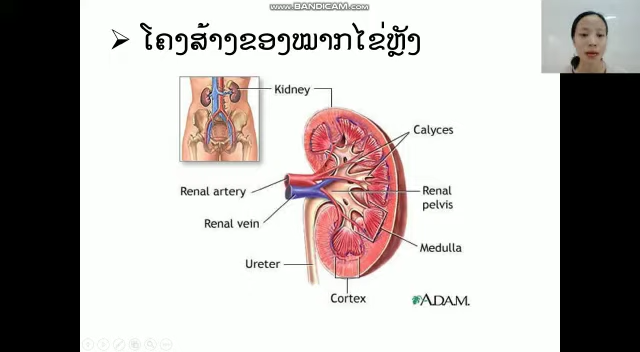 www.BANDICAM.com
➢ ໂຄງສ້າງຂອງໝາກໄຂ່ຫຼັງ
Kidney
Calyces
Renal artery
Renal pelvis
Renal vein
Medulla
Ureter
Cortex
ADAM.